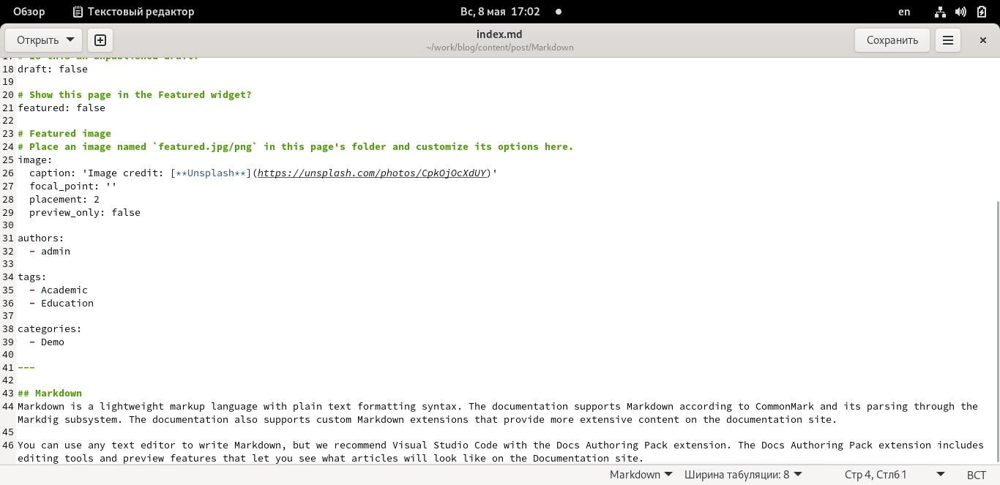 Обзор Текстовый редактор Вс, 8 мая 17:02 en
Открыть index.md Сохранить
~/work/blog/content/post/Markdown
17 # Is this an unpublished draft?
18 draft: false
19
20 # Show this page in the Featured widget?
21 featured: false
22
23 # Featured image
24 # Place an image named `featured.jpg/png` in this page's folder and customize its options here.
25 image:
26   caption: 'Image credit: [**Unsplash**](https://unsplash.com/photos/CpkOjOcXdUY)'
27   focal_point: ''
28   placement: 2
29   preview_only: false
30
31 authors:
32   - admin
33
34 tags:
35   - Academic
36   - Education
37
38 categories:
39   - Demo
40
41 ---
42
43 ## Markdown
44 Markdown is a lightweight markup language with plain text formatting syntax. The documentation supports Markdown according to CommonMark and its parsing through the
Markdig subsystem. The documentation also supports custom Markdown extensions that provide more extensive content on the documentation site.
45
46 You can use any text editor to write Markdown, but we recommend Visual Studio Code with the Docs Authoring Pack extension. The Docs Authoring Pack extension includes
editing tools and preview features that let you see what articles will look like on the Documentation site.
Markdown Ширина табуляции: 8 Стр 4, Стлб1 ВСТ